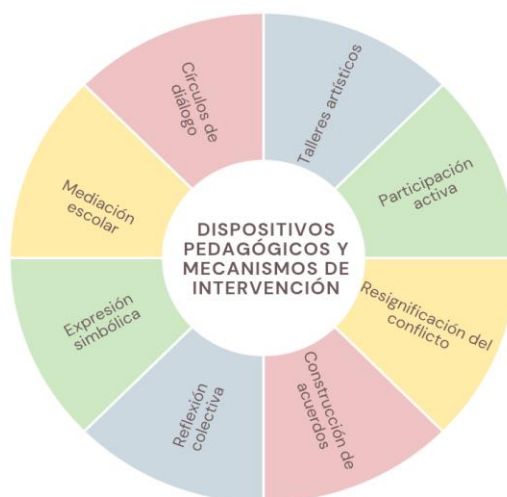 DISPOSITIVOS
PEDAGÓGICOS Y
MECANISMOS DE
INTERVENCIÓN
Talleres artísticos
Participación
activa
Resignificación del
conflicto
Construcción de
acuerdos
Reflexión
colectiva
Expresión
simbólica
Mediación
escolar
Círculos de
diálogo